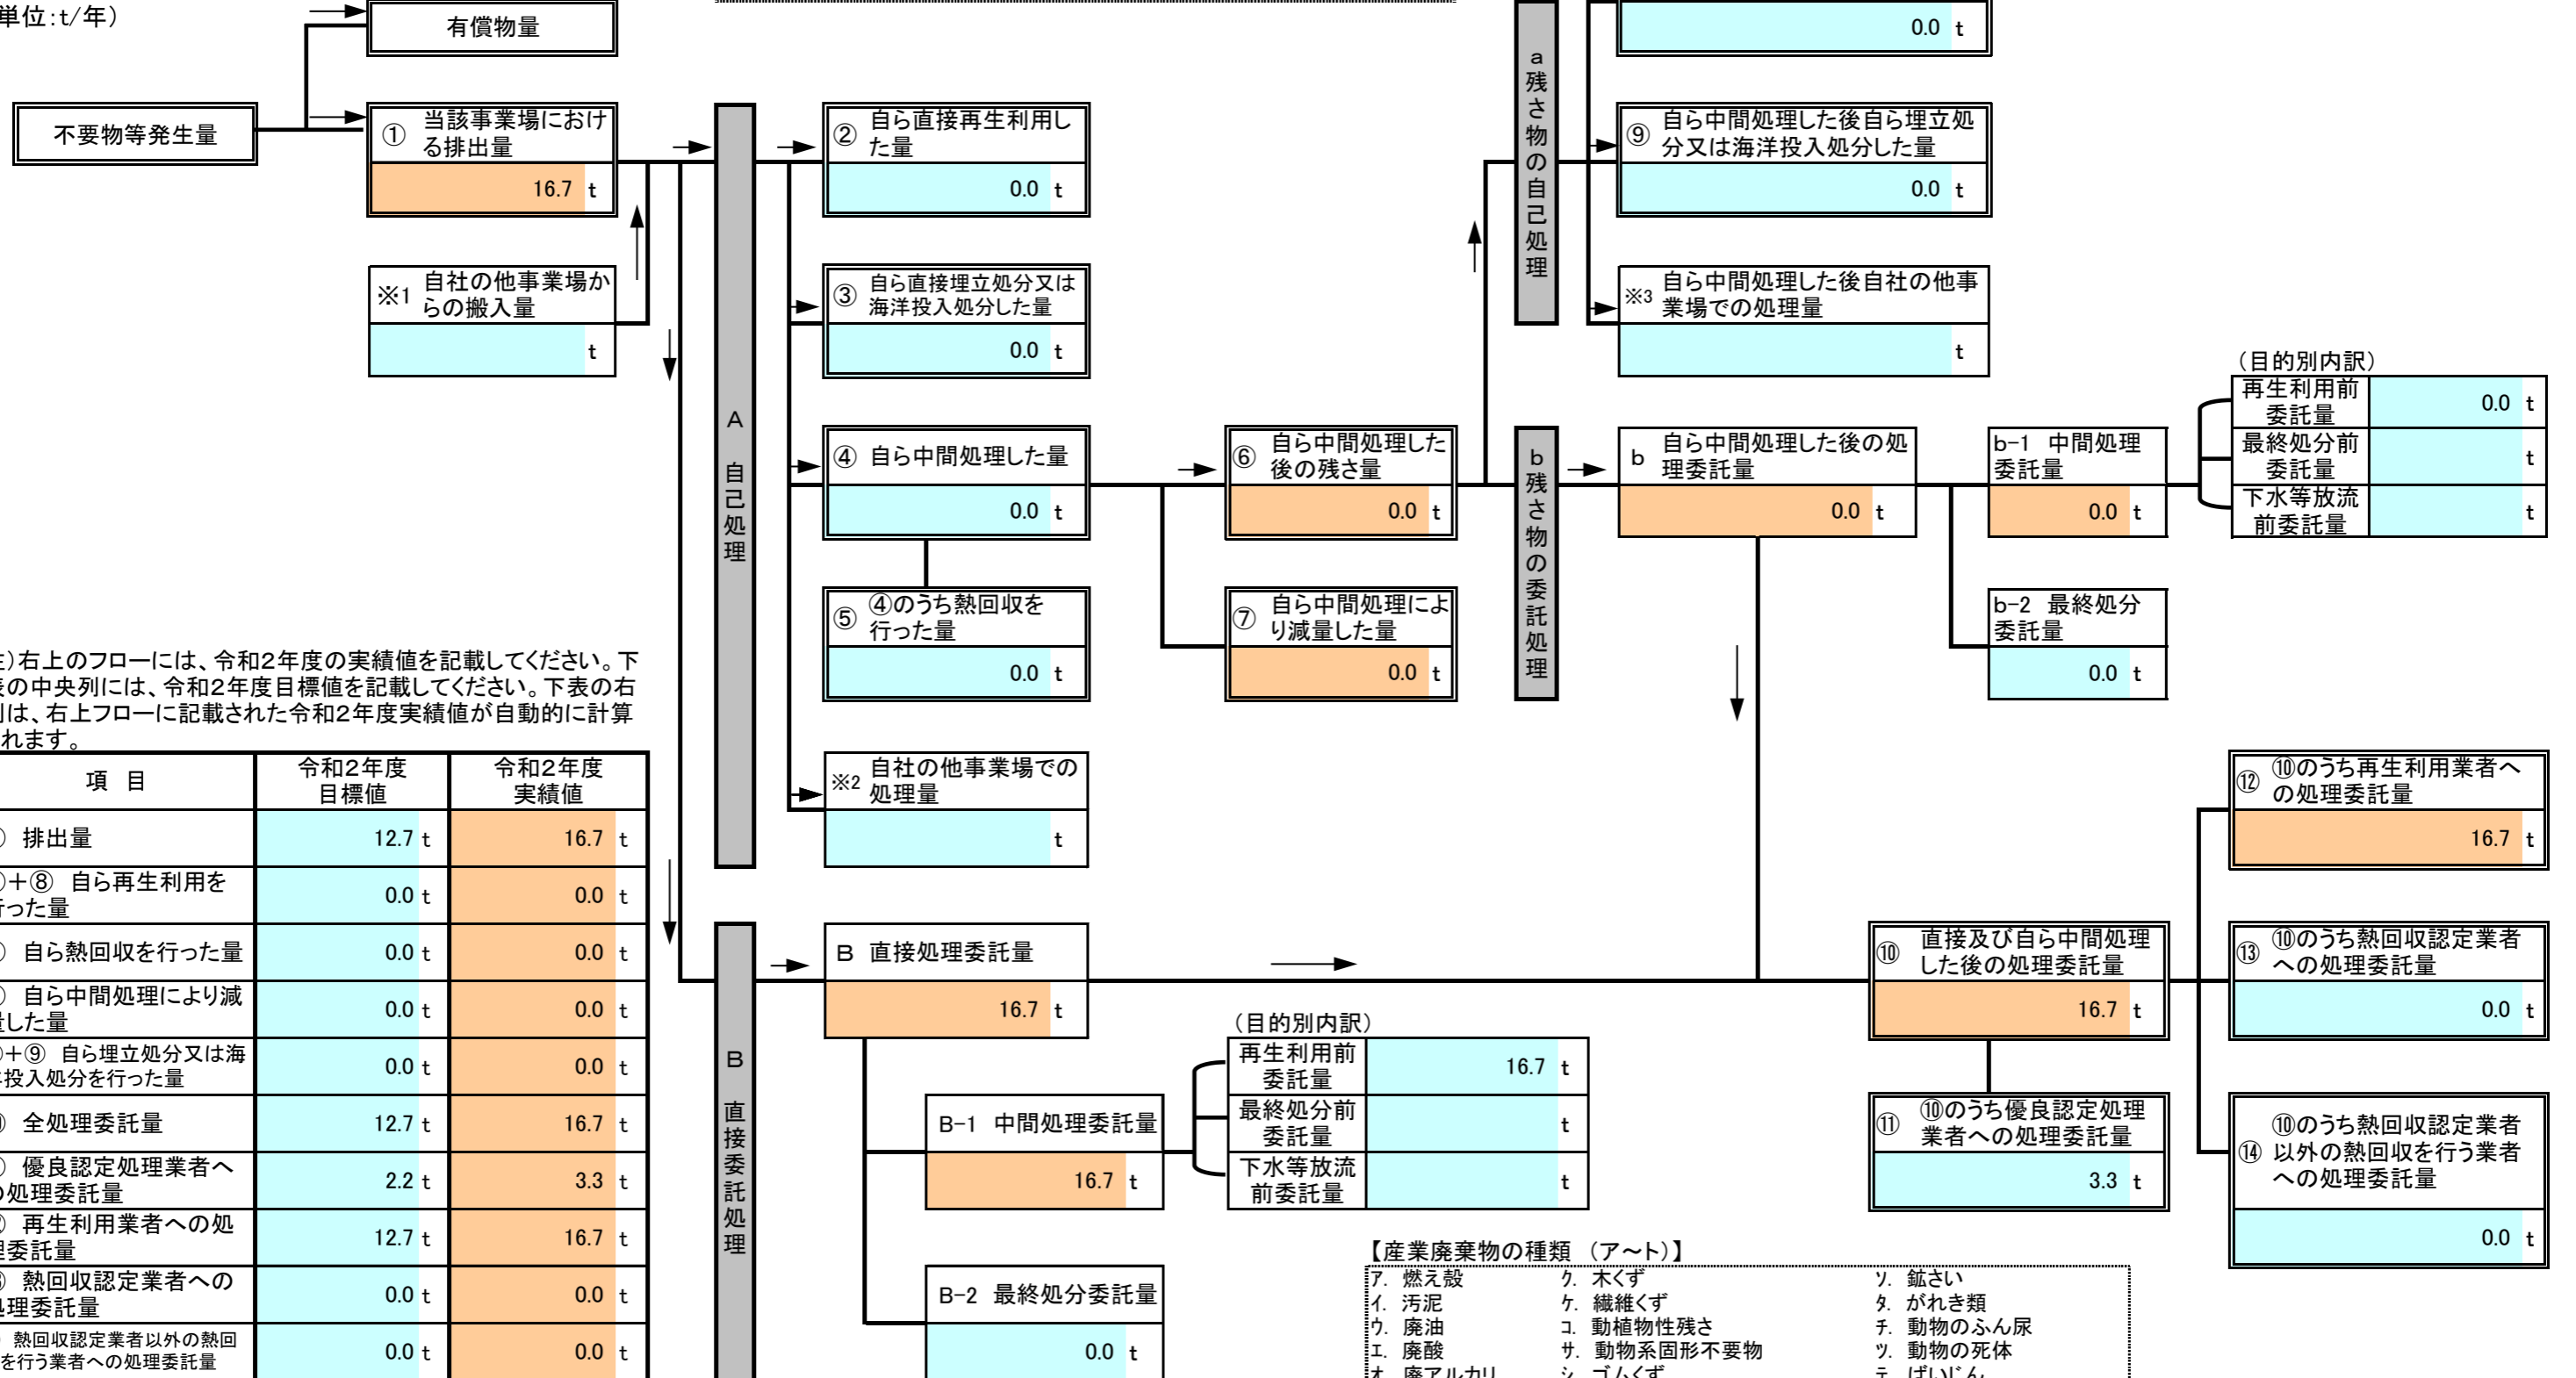 単位:t/年)
有償物量
不要物等発生量
① 当該事業場におけ
る排出量
16.7 t
※1 自社の他事業場か
らの搬入量
t
A 自己処理
② 自ら直接再生利用し
た量
0.0 t
③ 自ら直接埋立処分又は
海洋投入処分した量
0.0 t
④ 自ら中間処理した量
0.0 t
⑤ ④のうち熱回収を
行った量
0.0 t
※2 自社の他事業場での
処理量
t
⑥ 自ら中間処理した
後の残さ量
0.0 t
⑦ 自ら中間処理によ
り減量した量
0.0 t
a残さ物の自己処理
0.0 t
⑨ 自ら中間処理した後自ら埋立処
分又は海洋投入処分した量
0.0 t
※3 自ら中間処理した後自社の他事
業場での処理量
t
b残さ物の委託処理
b 自ら中間処理した後の処
理委託量
0.0 t
b-1 中間処理
委託量
0.0 t
(目的別内訳)
再生利用前
委託量
0.0 t
最終処分前
委託量
t
下水等放流
前委託量
t
b-2 最終処分
委託量
0.0 t
)右上のフローには、令和2年度の実績値を記載してください。下
の中央列には、令和2年度目標値を記載してください。下表の右
は、右上フローに記載された令和2年度実績値が自動的に計算
れます。
項 目
令和2年度
目標値
令和2年度
実績値
排出量 12.7 t 16.7 t
+⑧ 自ら再生利用を
った量
0.0 t 0.0 t
自ら熱回収を行った量 0.0 t 0.0 t
自ら中間処理により減
した量
0.0 t 0.0 t
+⑨ 自ら埋立処分又は海
投入処分を行った量
0.0 t 0.0 t
全処理委託量 12.7 t 16.7 t
優良認定処理業者へ
処理委託量
2.2 t 3.3 t
再生利用業者への処
委託量
12.7 t 16.7 t
熱回収認定業者への
理委託量
0.0 t 0.0 t
熱回収認定業者以外の熱回
を行う業者への処理委託量
0.0 t 0.0 t
B 直接委託処理
B 直接処理委託量
16.7 t
B-1 中間処理委託量
16.7 t
(目的別内訳)
再生利用前
委託量
16.7 t
最終処分前
委託量
t
下水等放流
前委託量
t
B-2 最終処分委託量
0.0 t
⑩ 直接及び自ら中間処理
した後の処理委託量
16.7 t
⑪ ⑩のうち優良認定処理
業者への処理委託量
3.3 t
⑫ ⑩のうち再生利用業者へ
の処理委託量
16.7 t
⑬ ⑩のうち熱回収認定業者
への処理委託量
0.0 t
⑭ ⑩のうち熱回収認定業者
以外の熱回収を行う業者
への処理委託量
0.0 t
【産業廃棄物の種類 (ア～ト)】
ア. 燃え殻 ク. 木くず ソ. 鉱さい
イ. 汚泥 ケ. 繊維くず タ. がれき類
ウ. 廃油 コ. 動植物性残さ チ. 動物のふん尿
エ. 廃酸 サ. 動物系固形不要物 ツ. 動物の死体
オ. 廃アルカリ シ. ゴムくず テ. ばいじん